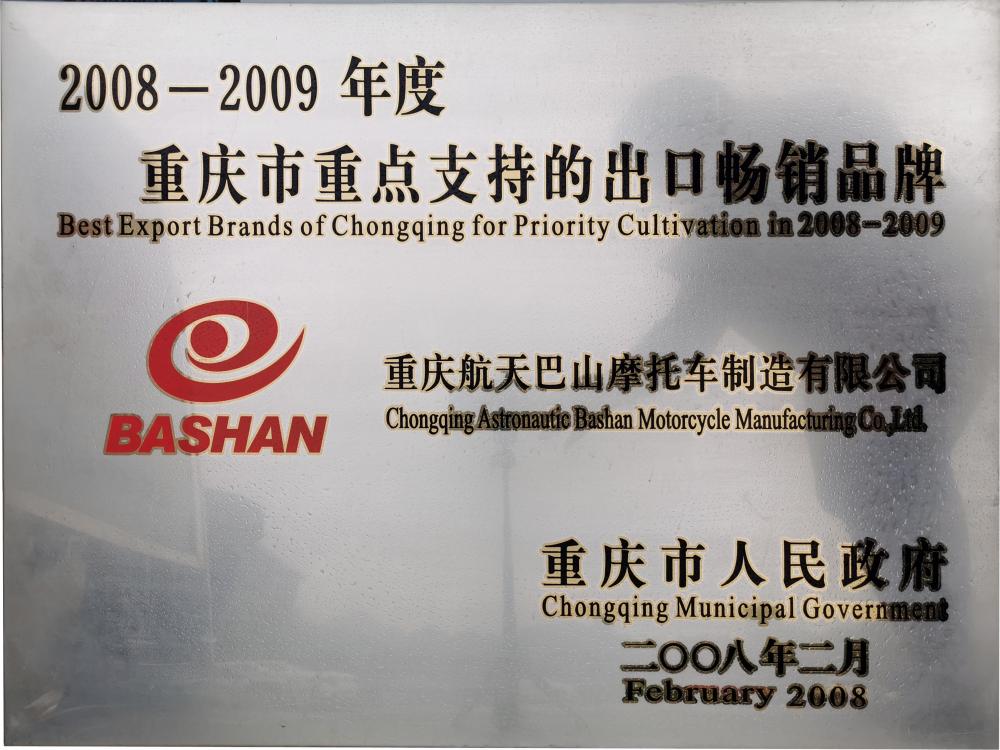 2008－2009 年度
重庆市重点支持的出口畅销品牌
Best Export Brands of Chongqing for Priority Cultivation in 2008－2009
BASHAN
重庆航天巴山摩托车制造有限公司
Chongqing Astronautic Bashan Motorcycle Manufacturing Co.,Ltd.
重庆市人民政府
Chongqing Municipal Government
二〇〇八年二月
February 2008